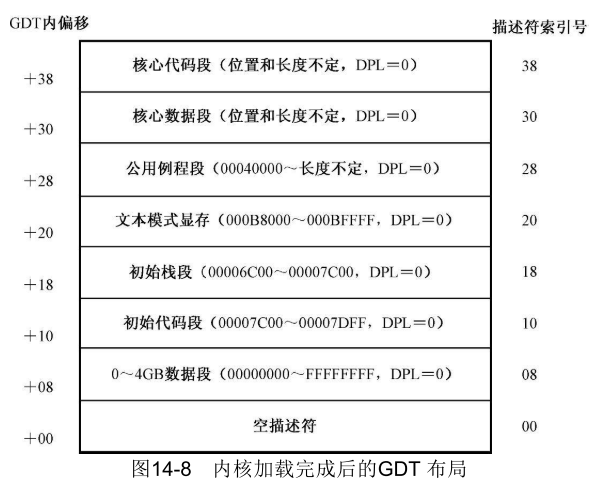 GDT内偏移 描述符索引号
+38 核心代码段（位置和长度不定，DPL=0） 38
+30 核心数据段（位置和长度不定，DPL=0） 30
+28 公用例程段（00040000～长度不定，DPL=0） 28
+20 文本模式显存（000B8000～000BFFFF，DPL=0） 20
+18 初始栈段（00006C00～00007C00，DPL=0） 18
+10 初始代码段（00007C00～00007DFF，DPL=0） 10
+08 0～4GB数据段（00000000～FFFFFFFF，DPL=0） 08
+00 空描述符 00
图14-8 内核加载完成后的GDT 布局